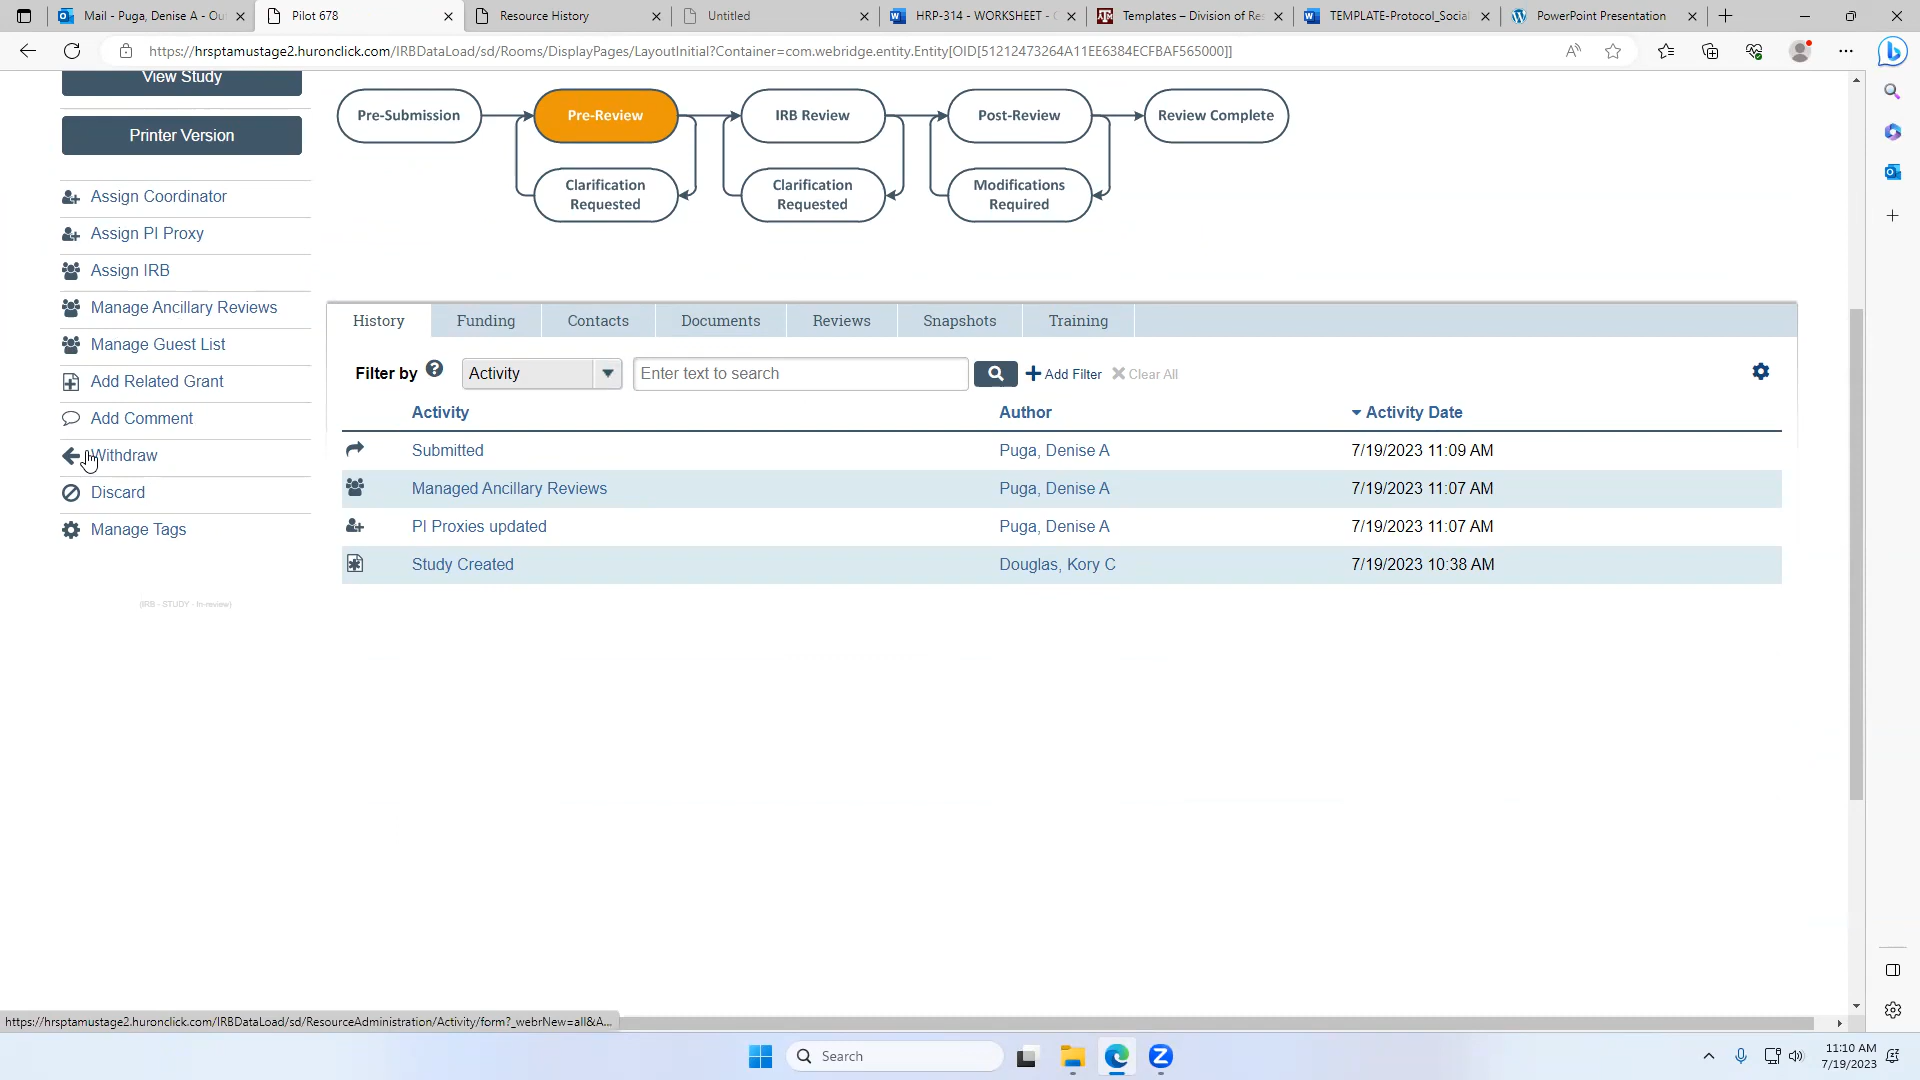 Mail - Puga, Denise A - Ou
Pilot 678
Resource History
Untitled
HRP-314 - WORKSHEET - C
Templates – Division of Res
TEMPLATE-Protocol_Social
PowerPoint Presentation
https://hrsptamustage2.huronclick.com/IRBDataLoad/sd/Rooms/DisplayPages/LayoutInitial?Container=com.webridge.entity.Entity[OID[51212473264A11EE6384ECFBAF565000]]
View Study
Printer Version
Pre-Submission
Pre-Review
IRB Review
Post-Review
Review Complete
Clarification Requested
Clarification Requested
Modifications Required
Assign Coordinator
Assign PI Proxy
Assign IRB
Manage Ancillary Reviews
Manage Guest List
Add Related Grant
Add Comment
Withdraw
Discard
Manage Tags
(IRB - STUDY - In-review)
History Funding Contacts Documents Reviews Snapshots Training
Filter by ? Activity Enter text to search Add Filter Clear All
Activity Author Activity Date
Submitted Puga, Denise A 7/19/2023 11:09 AM
Managed Ancillary Reviews Puga, Denise A 7/19/2023 11:07 AM
PI Proxies updated Puga, Denise A 7/19/2023 11:07 AM
Study Created Douglas, Kory C 7/19/2023 10:38 AM
https://hrsptamustage2.huronclick.com/IRBDataLoad/sd/ResourceAdministration/Activity/form?_webrNew=all&A...
Search
11:10 AM
7/19/2023